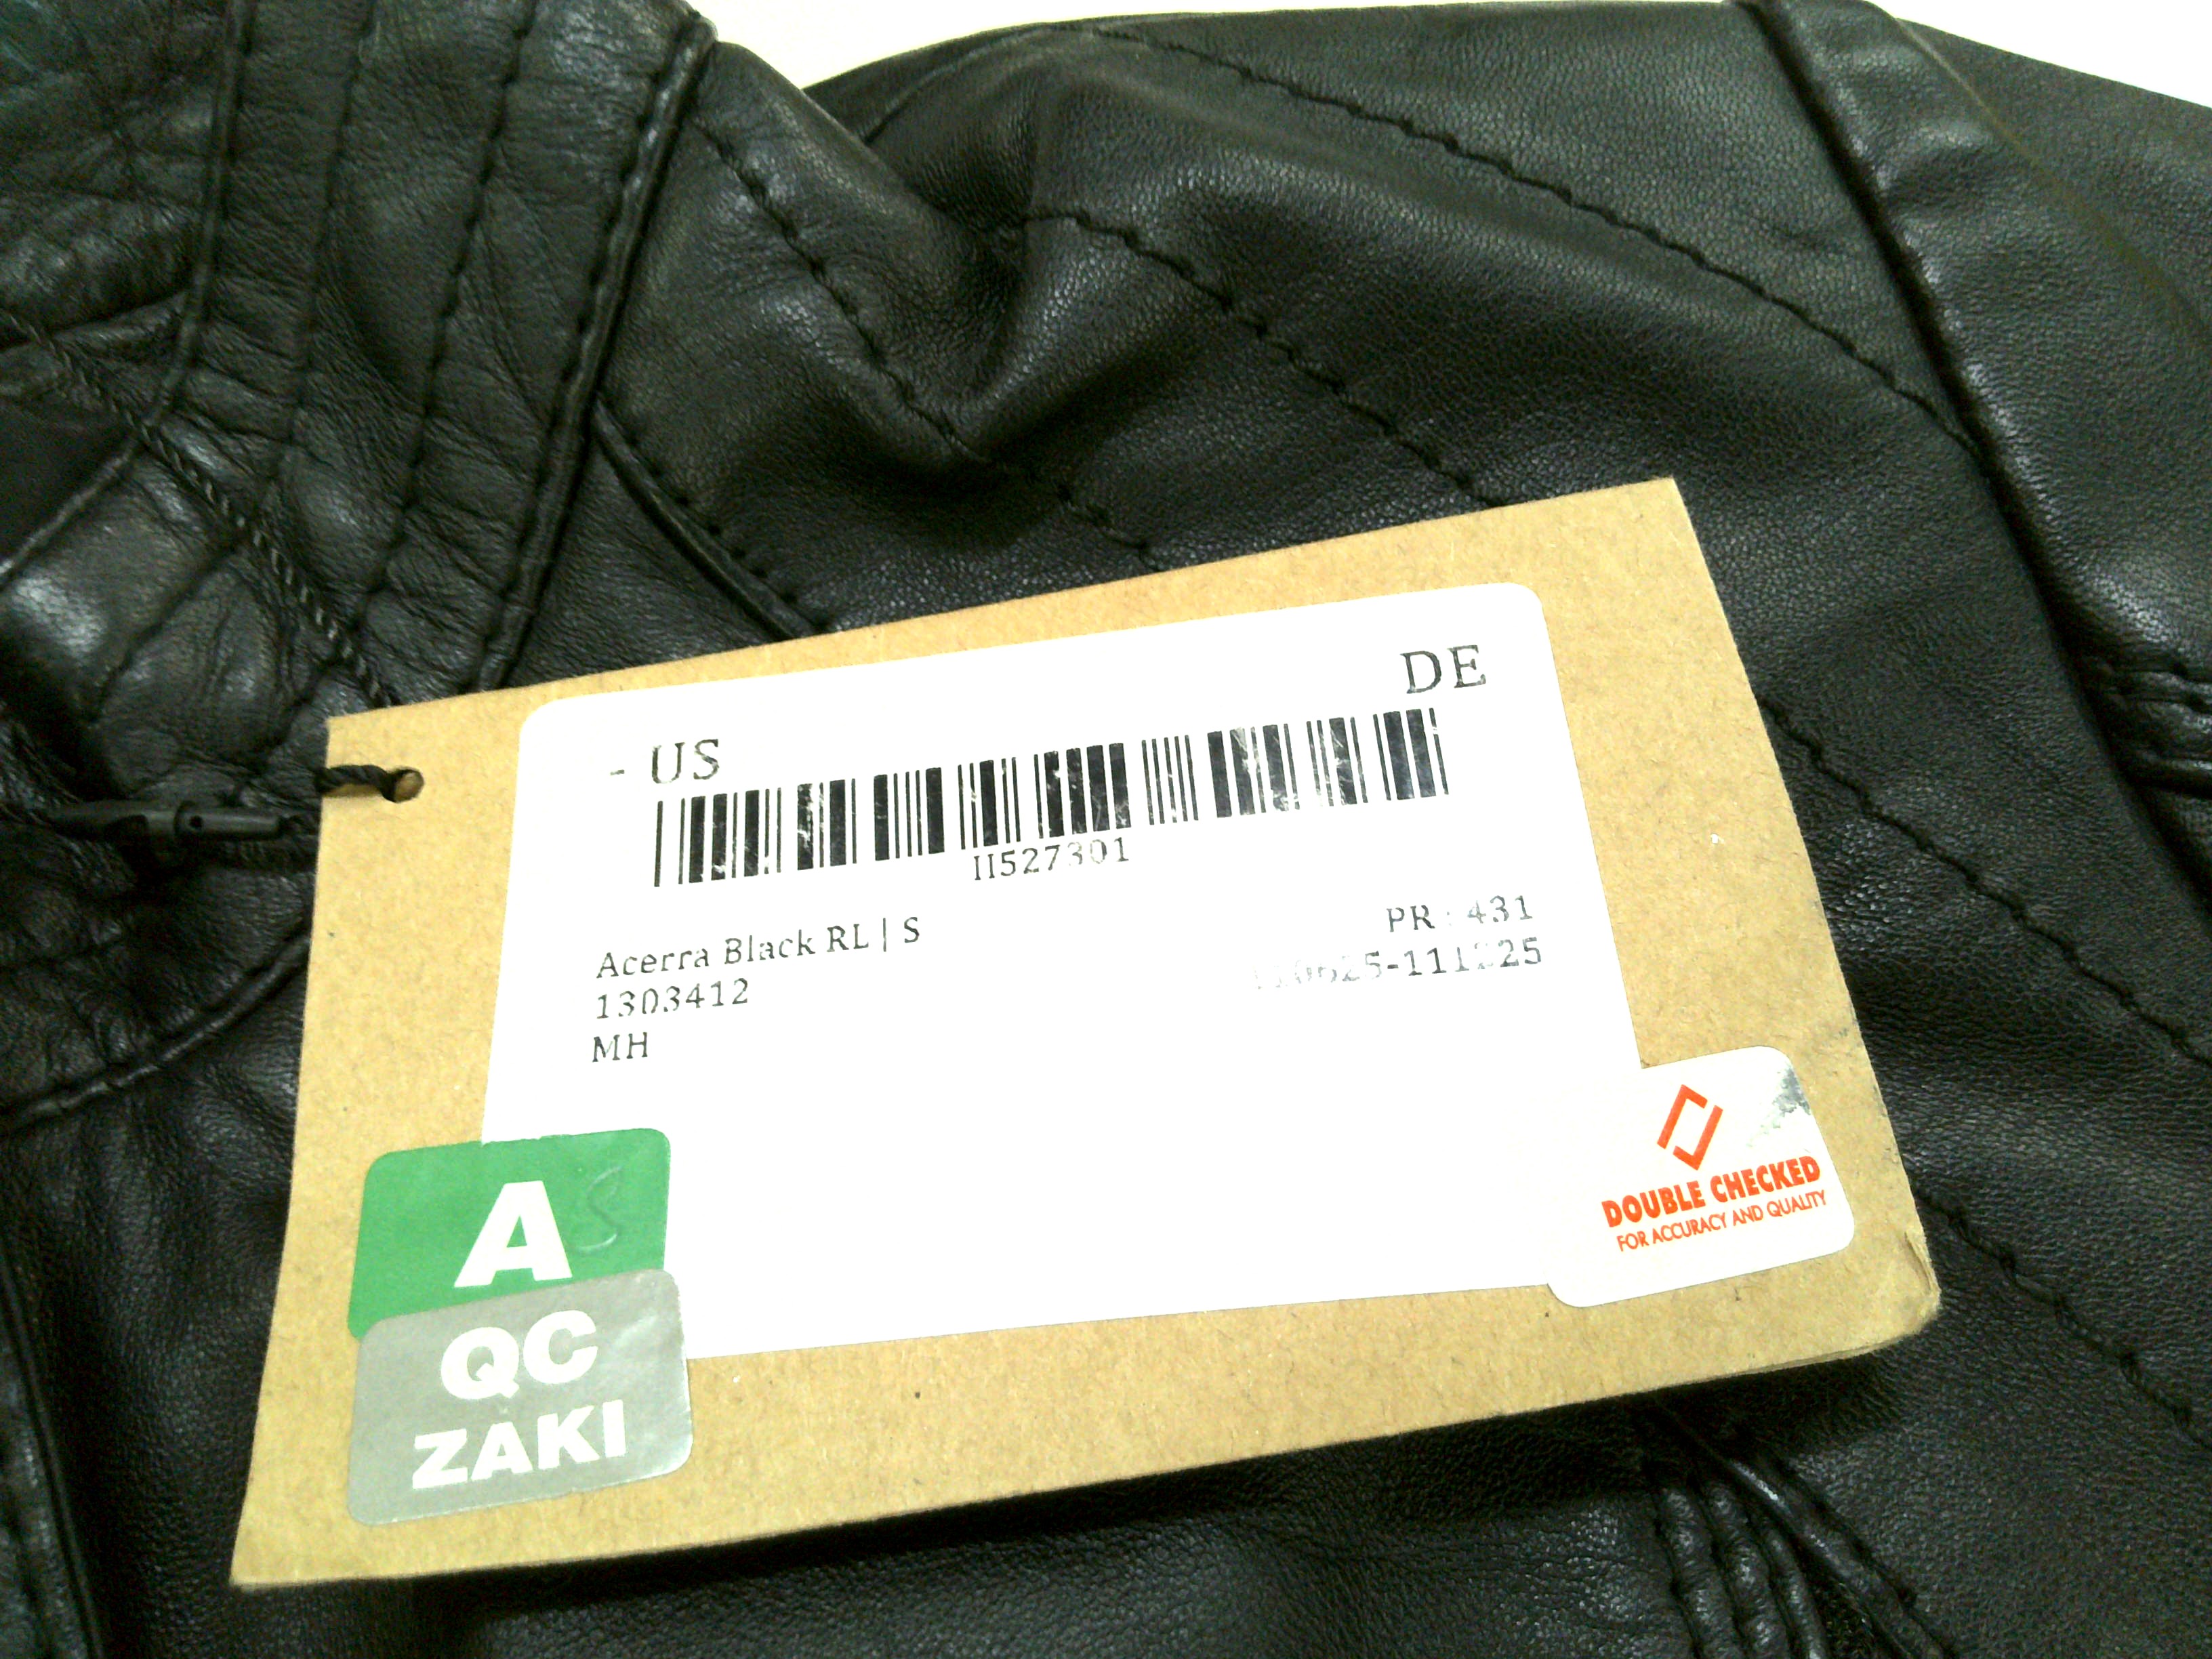 DE
- US
II527301
Acerra Black RL | S
PR : 431
1303412
MH
A S
QC
ZAKI
DOUBLE CHECKED
FOR ACCURACY AND QUALITY